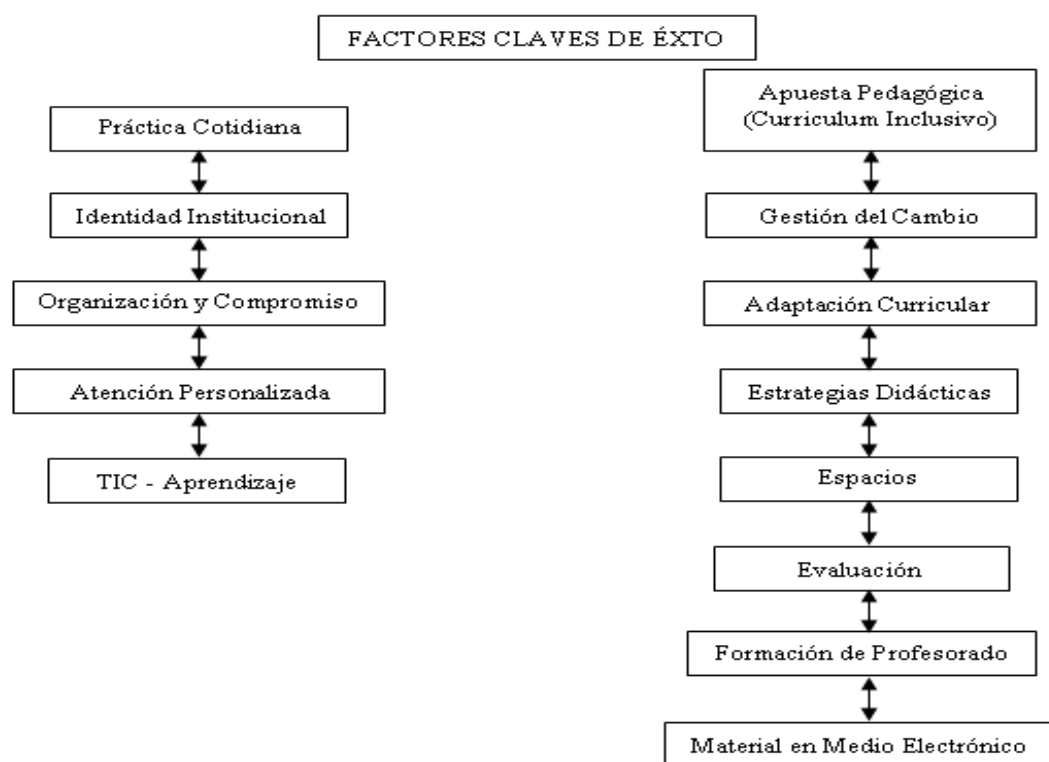 FACTORES CLAVES DE ÉXTO
Práctica Cotidiana
Identidad Institucional
Organización y Compromiso
Atención Personalizada
TIC - Aprendizaje
Apuesta Pedagógica
(Curriculum Inclusivo)
Gestión del Cambio
Adaptación Curricular
Estrategias Didácticas
Espacios
Evaluación
Formación de Profesorado
Material en Medio Electrónico